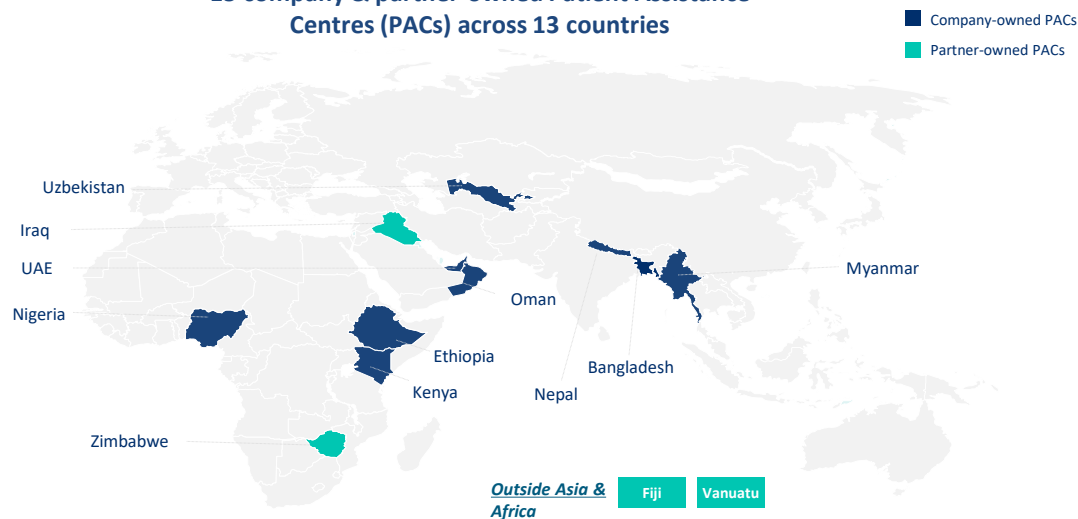 Centres (PACs) across 13 countries
Company-owned PACs
Partner-owned PACs
Uzbekistan
Iraq
UAE
Nigeria
Oman
Myanmar
Ethiopia
Bangladesh
Kenya
Nepal
Zimbabwe
Outside Asia &
Africa
Fiji
Vanuatu